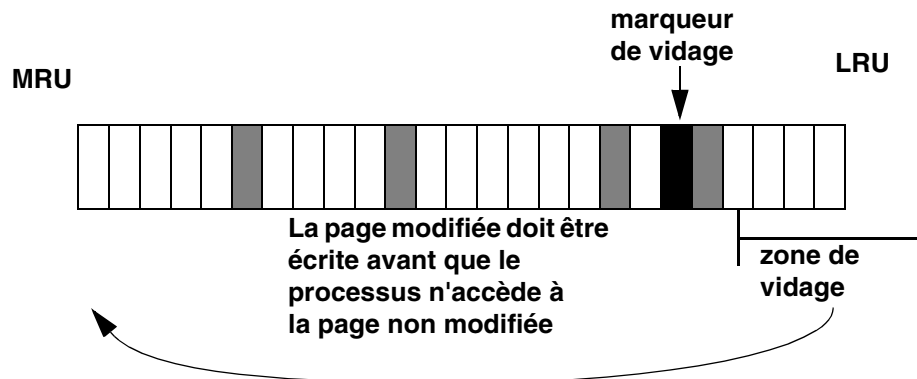 marqueur
de vidage
MRU
LRU
La page modifiée doit être
écrite avant que le
processus n'accède à
la page non modifiée
zone de
vidage